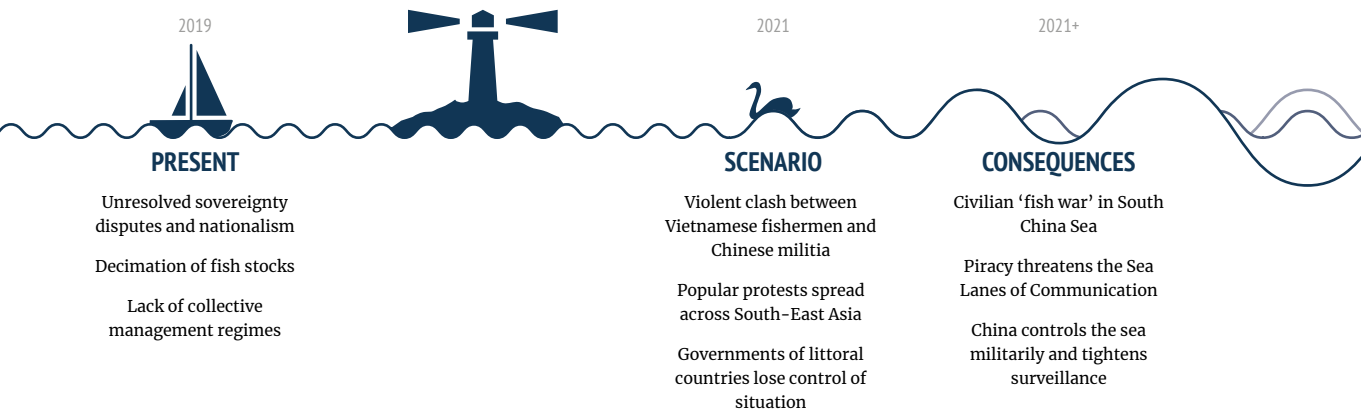 2019
PRESENT
Unresolved sovereignty
disputes and nationalism
Decimation of fish stocks
Lack of collective
management regimes
2021
SCENARIO
Violent clash between
Vietnamese fishermen and
Chinese militia
Popular protests spread
across South-East Asia
Governments of littoral
countries lose control of
situation
2021+
CONSEQUENCES
Civilian ‘fish war’ in South
China Sea
Piracy threatens the Sea
Lanes of Communication
China controls the sea
militarily and tightens
surveillance